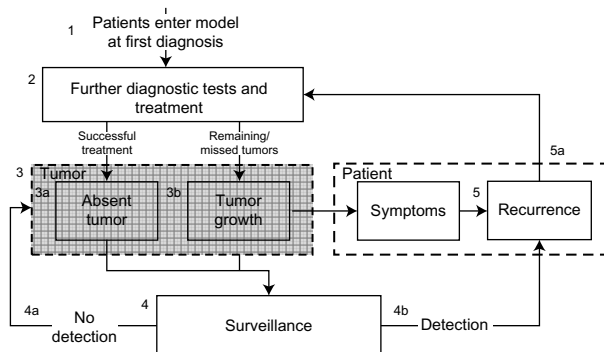 1
Patients enter model
at first diagnosis
2
Further diagnostic tests and
treatment
Successful
treatment
Remaining/
missed tumors
5a
3
Tumor
Patient
3a
Absent
tumor
3b
Tumor
growth
Symptoms
5
Recurrence
4a
No
detection
4
Surveillance
4b
Detection